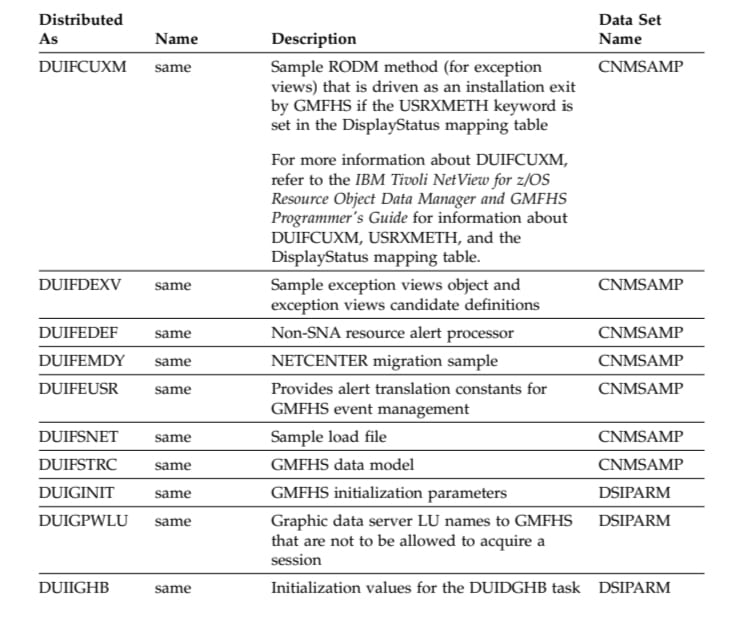 Distributed As Name Description Data Set Name
DUIFCUXM same Sample RODM method (for exception CNMSAMP
views) that is driven as an installation exit
by GMFHS if the USRXMETH keyword is
set in the DisplayStatus mapping table
For more information about DUIFCUXM,
refer to the IBM Tivoli NetView for z/OS
Resource Object Data Manager and GMFHS
Programmer's Guide for information about
DUIFCUXM, USRXMETH, and the
DisplayStatus mapping table.
DUIFDEXV same Sample exception views object and CNMSAMP
exception views candidate definitions
DUIFEDEF same Non-SNA resource alert processor CNMSAMP
DUIFEMDY same NETCENTER migration sample CNMSAMP
DUIFEUSR same Provides alert translation constants for CNMSAMP
GMFHS event management
DUIFSNET same Sample load file CNMSAMP
DUIFSTRC same GMFHS data model CNMSAMP
DUIGINIT same GMFHS initialization parameters DSIPARM
DUIGPWLU same Graphic data server LU names to GMFHS DSIPARM
that are not to be allowed to acquire a
session
DUIIGHB same Initialization values for the DUIDGHB task DSIPARM